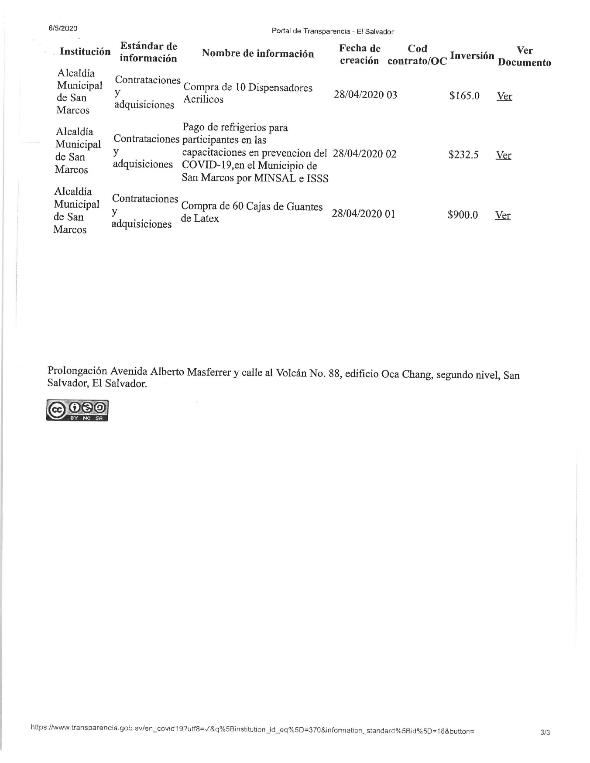 6/5/2020
Portal de Transparencia - El Salvador
Institución
Estándar de
información
Nombre de información
Fecha de
creación
Cod
contrato/OC
Inversión
Ver
Documento
Alcaldía
Municipal
de San
Marcos
Contrataciones
y
adquisiciones
Compra de 10 Dispensadores
Acrilicos
28/04/2020 03
$165.0
Ver
Alcaldía
Municipal
de San
Marcos
Contrataciones
y
adquisiciones
Pago de refrigerios para
participantes en las
capacitaciones en prevencion del
COVID-19,en el Municipio de
San Marcos por MINSAL e ISSS
28/04/2020 02
$232.5
Ver
Alcaldía
Municipal
de San
Marcos
Contrataciones
y
adquisiciones
Compra de 60 Cajas de Guantes
de Latex
28/04/2020 01
$900.0
Ver
Prolongación Avenida Alberto Masferrer y calle al Volcán No. 88, edificio Oca Chang, segundo nivel, San
Salvador, El Salvador.
cc
BY NC SA
https://www.transparencia.gob.sv/en_covid19?utf8=✓&q%5Binstitution_id_eq%5D=370&information_standard%5Bid%5D=18&button=
3/3